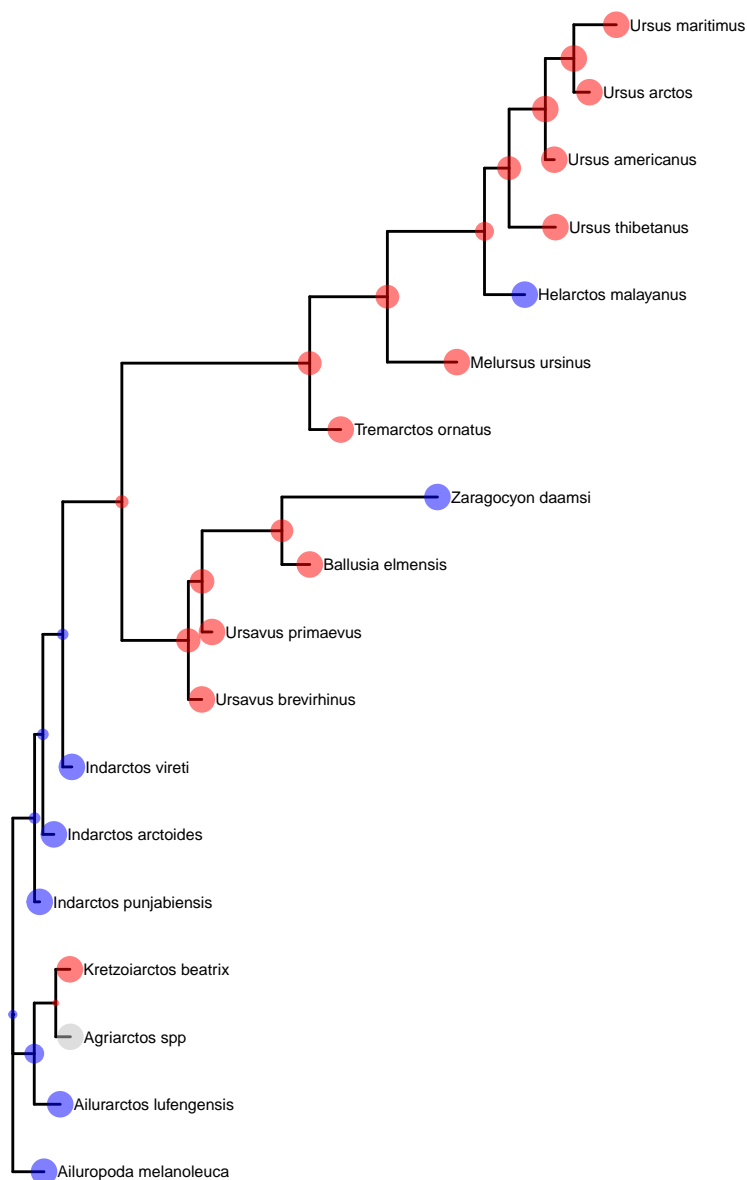 Ursus maritimus
Ursus arctos
Ursus americanus
Ursus thibetanus
Helarctos malayanus
Melursus ursinus
Tremarctos ornatus
Zaragocyon daamsi
Ballusia elmensis
Ursavus primaevus
Ursavus brevirhinus
Indarctos vireti
Indarctos arctoides
Indarctos punjabiensis
Kretzoiarctos beatrix
Agriarctos spp
Ailurarctos lufengensis
Ailuropoda melanoleuca